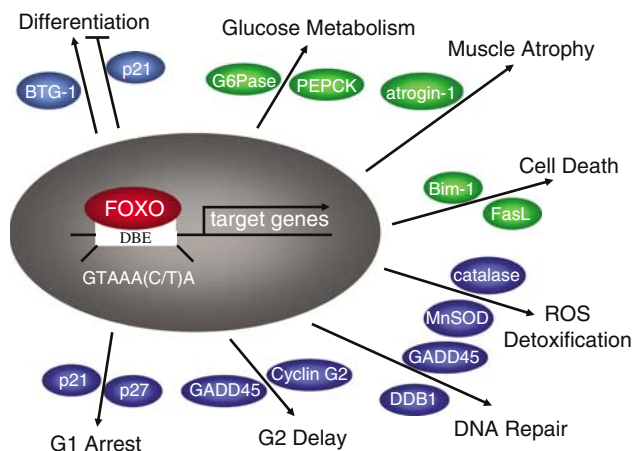 Differentiation
Glucose Metabolism
Muscle Atrophy
BTG-1
p21
G6Pase
PEPCK
atrogin-1
Cell Death
Bim-1
FasL
FOXO
DBE
target genes
GTAAA(C/T)A
catalase
MnSOD
ROS
Detoxification
GADD45
DDB1
DNA Repair
Cyclin G2
GADD45
G2 Delay
p21
p27
G1 Arrest